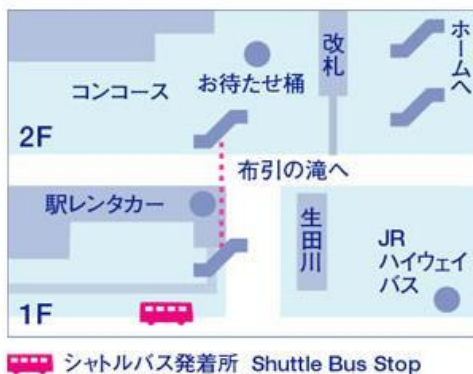 改札
ホームへ
お待たせ桶
コンコース
2F
布引の滝へ
駅レンタカー
生田川
JR
ハイウェイ
バス
1F
シャトルバス発着所 Shuttle Bus Stop